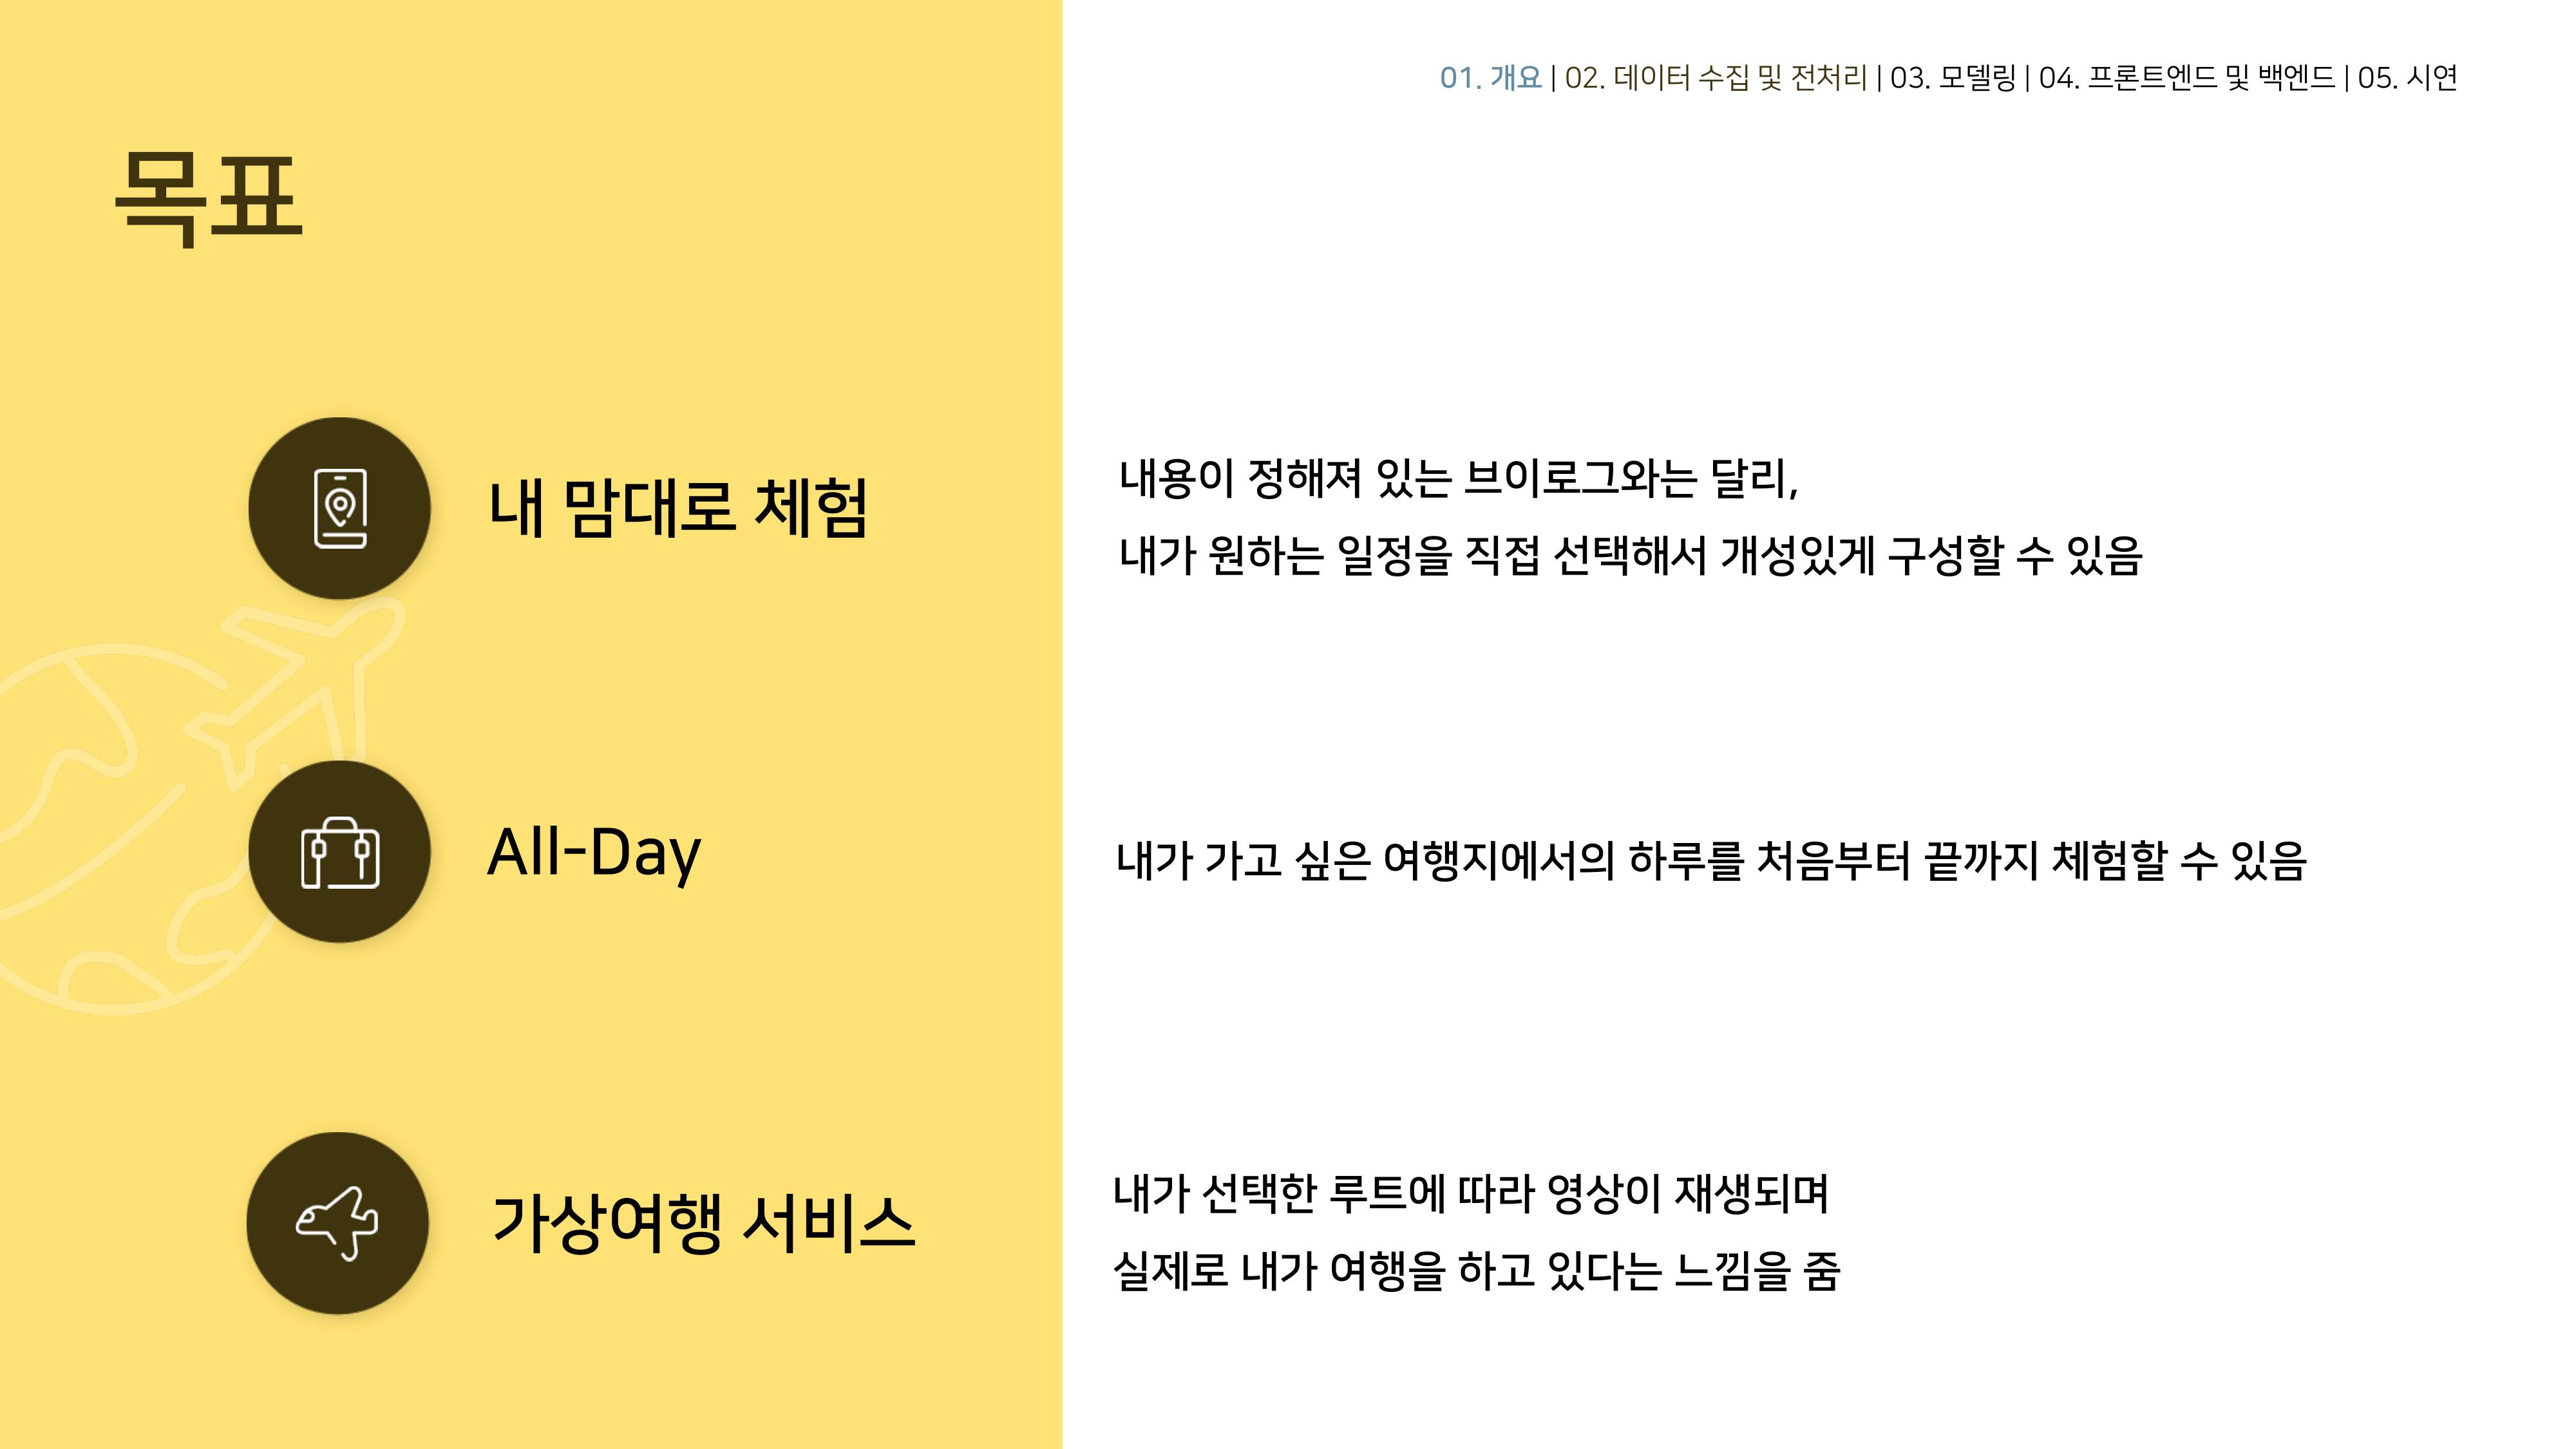 01. 개요 | 02. 데이터 수집 및 전처리 | 03. 모델링 | 04. 프론트엔드 및 백엔드 | 05. 시연
목표
내 맘대로 체험
내용이 정해져 있는 브이로그와는 달리,
내가 원하는 일정을 직접 선택해서 개성있게 구성할 수 있음
All-Day
내가 가고 싶은 여행지에서의 하루를 처음부터 끝까지 체험할 수 있음
가상여행 서비스
내가 선택한 루트에 따라 영상이 재생되며
실제로 내가 여행을 하고 있다는 느낌을 줌